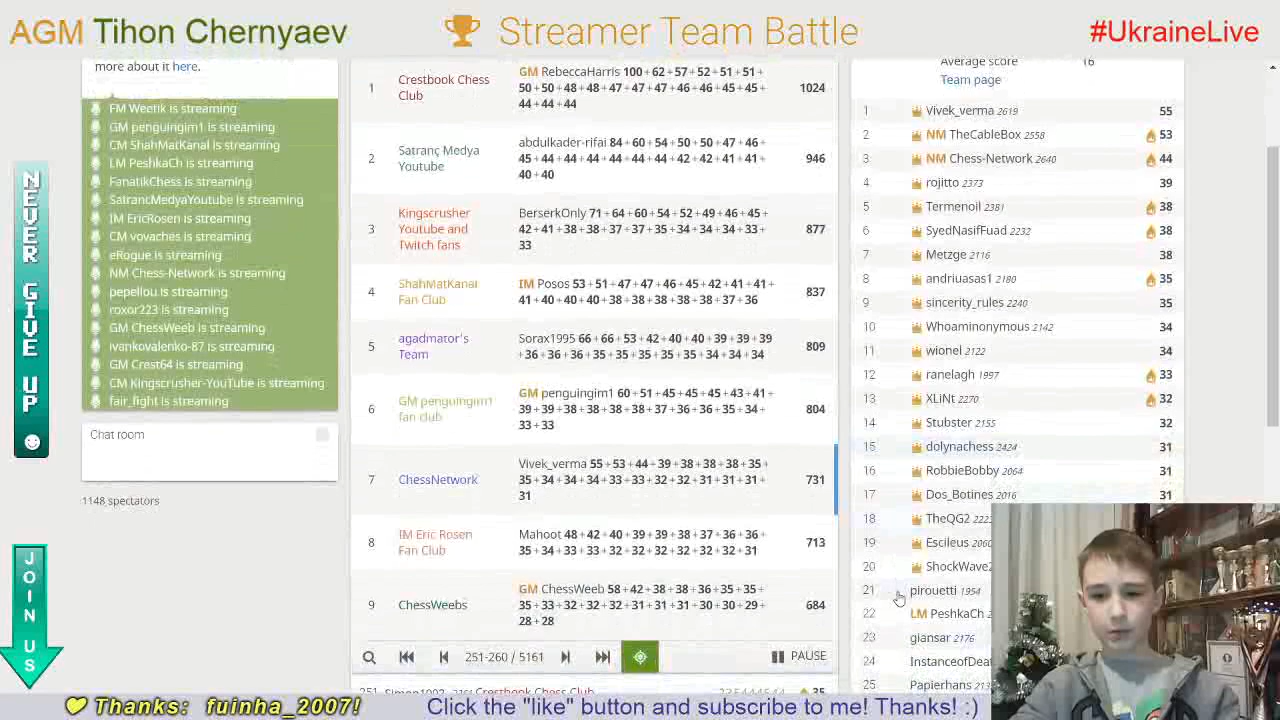 AGM Tihon Chernyaev
Streamer Team Battle
#UkraineLive
NEVER GIVE UP
JOIN US
more about it here.
FM Weetik is streaming
GM penguingim1 is streaming
CM ShahMatKanal is streaming
LM PeshkaCh is streaming
FanatikChess is streaming
SatrancMedyaYoutube is streaming
IM EricRosen is streaming
CM vovaches is streaming
eRogue is streaming
NM Chess-Network is streaming
pepellou is streaming
roxor223 is streaming
GM ChessWeeb is streaming
ivankovalenko-87 is streaming
GM Crest64 is streaming
CM Kingscrusher-YouTube is streaming
fair_fight is streaming
Chat room
1148 spectators
1 Crestbook Chess Club GM RebeccaHarris 100 + 62 + 57 + 52 + 51 + 51 + 1024
50 + 50 + 48 + 48 + 47 + 47 + 47 + 46 + 46 + 45 + 45 +
44 + 44 + 44
2 Satranç Medya Youtube abdulkader-rifai 84 + 60 + 54 + 50 + 50 + 47 + 46 + 946
45 + 44 + 44 + 44 + 44 + 44 + 44 + 42 + 42 + 41 + 41 +
40 + 40
3 Kingscrusher Youtube and Twitch fans BerserkOnly 71 + 64 + 60 + 54 + 52 + 49 + 46 + 45 + 877
42 + 41 + 38 + 38 + 37 + 37 + 35 + 34 + 34 + 34 + 33 +
33
4 ShahMatKanal Fan Club IM Posos 53 + 51 + 47 + 47 + 46 + 45 + 42 + 41 + 41 + 837
41 + 40 + 40 + 40 + 38 + 38 + 38 + 38 + 38 + 37 + 36
5 agadmator's Team Sorax1995 66 + 66 + 53 + 42 + 40 + 40 + 39 + 39 + 39 809
+ 36 + 36 + 36 + 35 + 35 + 35 + 35 + 35 + 34 + 34 + 34
6 GM penguingim1 fan club GM penguingim1 60 + 51 + 45 + 45 + 45 + 43 + 41 + 804
39 + 39 + 38 + 38 + 38 + 38 + 37 + 36 + 36 + 35 + 34 +
33 + 33
7 ChessNetwork Vivek_verma 55 + 53 + 44 + 39 + 38 + 38 + 38 + 35 + 731
35 + 34 + 34 + 34 + 33 + 33 + 32 + 32 + 31 + 31 + 31 +
31
8 IM Eric Rosen Fan Club Mahoot 48 + 42 + 40 + 39 + 39 + 38 + 37 + 36 + 36 + 713
35 + 34 + 33 + 33 + 32 + 32 + 32 + 32 + 32 + 32 + 31
9 ChessWeebs GM ChessWeeb 58 + 42 + 38 + 38 + 36 + 35 + 35 + 684
35 + 33 + 32 + 32 + 32 + 31 + 31 + 31 + 30 + 30 + 29 +
28 + 28
251-260 / 5161 PAUSE
Average score 16
Team page
1 Vivek_verma 2619 55
2 NM TheCableBox 2558 53
3 NM Chess-Network 2640 44
4 rojitto 2373 39
5 Termenoil 2381 38
6 SyedNasifFuad 2232 38
7 Metzge 2116 38
8 andriuasas1 2180 35
9 sincerity_rules 2240 35
10 Whoaminonymous 2142 34
11 wionel 2122 34
12 ranelagh 1997 33
13 XLiNt 2270 32
14 Stubster 2155 32
15 dolynachess 2424 31
16 RobbieBobby 2064 31
17 Dos_Botines 2016 31
18 TheQG2
19 Escileus
20 ShockWave2
21 pirouetti 1954
22 LM PeshkaCh
23 giansar 2176
24 InstanceofDeat
25 Papierhans
Thanks: fuinha_2007!
Click the "like" button and subscribe to me! Thanks! :)